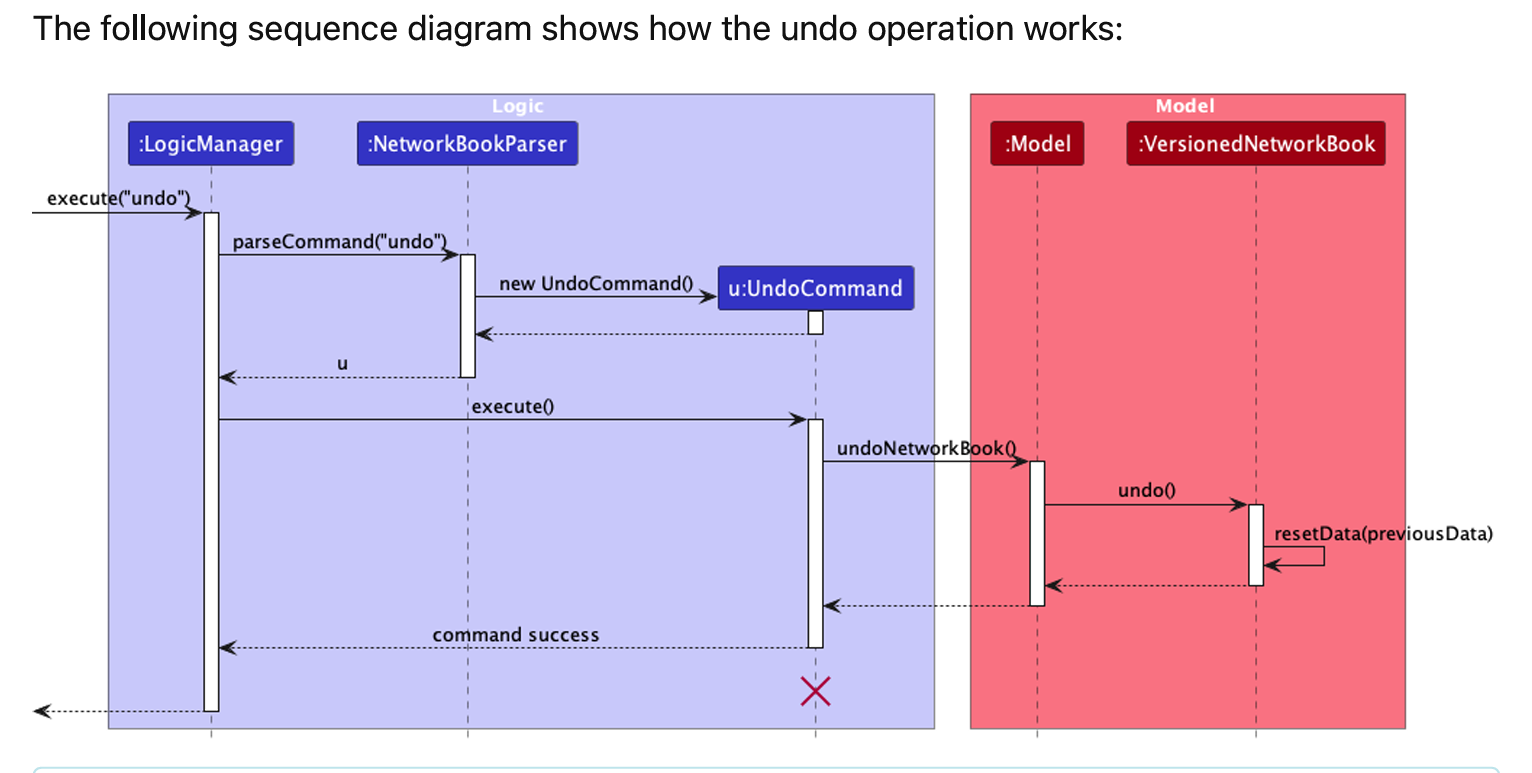 The following sequence diagram shows how the undo operation works:
Logic
Model
:LogicManager
:NetworkBookParser
:Model
:VersionedNetworkBook
execute("undo")
parseCommand("undo")
new UndoCommand()
u:UndoCommand
u
execute()
undoNetworkBook()
undo()
resetData(previousData)
command success